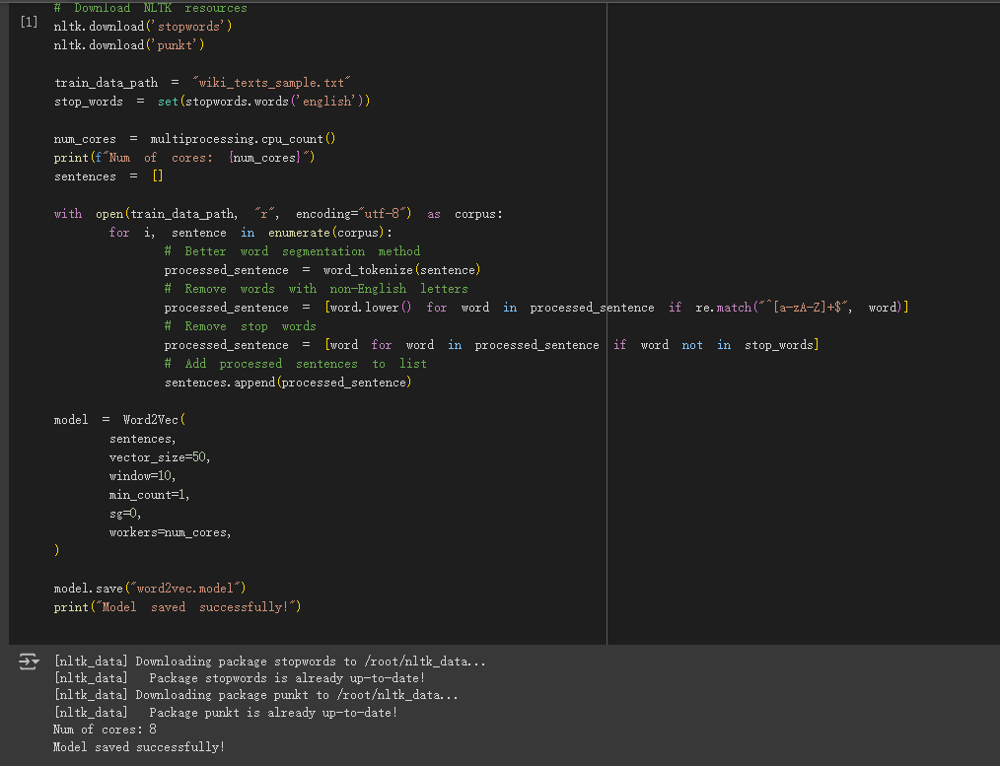 # Download NLTK resources
[1]
nltk.download('stopwords')
nltk.download('punkt')
train_data_path = "wiki_texts_sample.txt"
stop_words = set(stopwords.words('english'))
num_cores = multiprocessing.cpu_count()
print(f"Num of cores: {num_cores}")
sentences = []
with open(train_data_path, "r", encoding="utf-8") as corpus:
for i, sentence in enumerate(corpus):
# Better word segmentation method
processed_sentence = word_tokenize(sentence)
# Remove words with non-English letters
processed_sentence = [word.lower() for word in processed_sentence if re.match("^[a-zA-Z]+$", word)]
# Remove stop words
processed_sentence = [word for word in processed_sentence if word not in stop_words]
# Add processed sentences to list
sentences.append(processed_sentence)
model = Word2Vec(
sentences,
vector_size=50,
window=10,
min_count=1,
sg=0,
workers=num_cores,
)
model.save("word2vec.model")
print("Model saved successfully!")
[nltk_data] Downloading package stopwords to /root/nltk_data...
[nltk_data]   Package stopwords is already up-to-date!
[nltk_data] Downloading package punkt to /root/nltk_data...
[nltk_data]   Package punkt is already up-to-date!
Num of cores: 8
Model saved successfully!